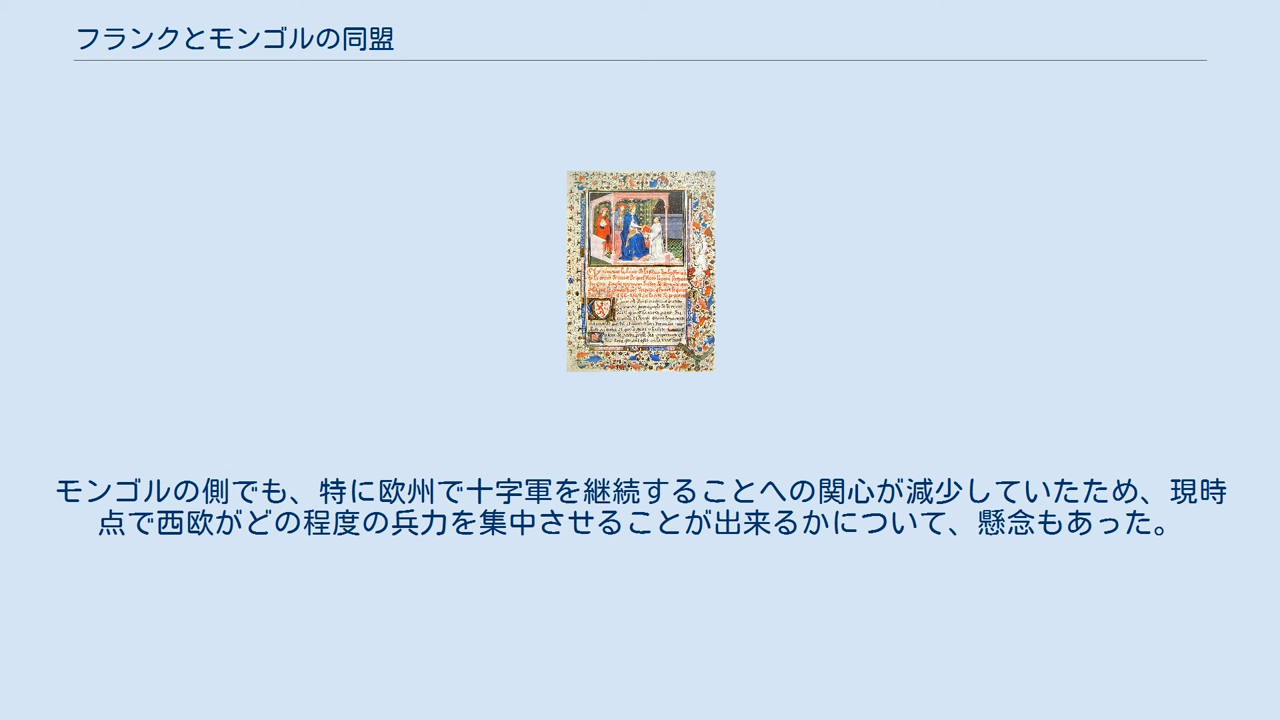 フランクとモンゴルの同盟
モンゴルの側でも、特に欧州で十字軍を継続することへの関心が減少していたため、現時
点で西欧がどの程度の兵力を集中させることが出来るかについて、懸念もあった。